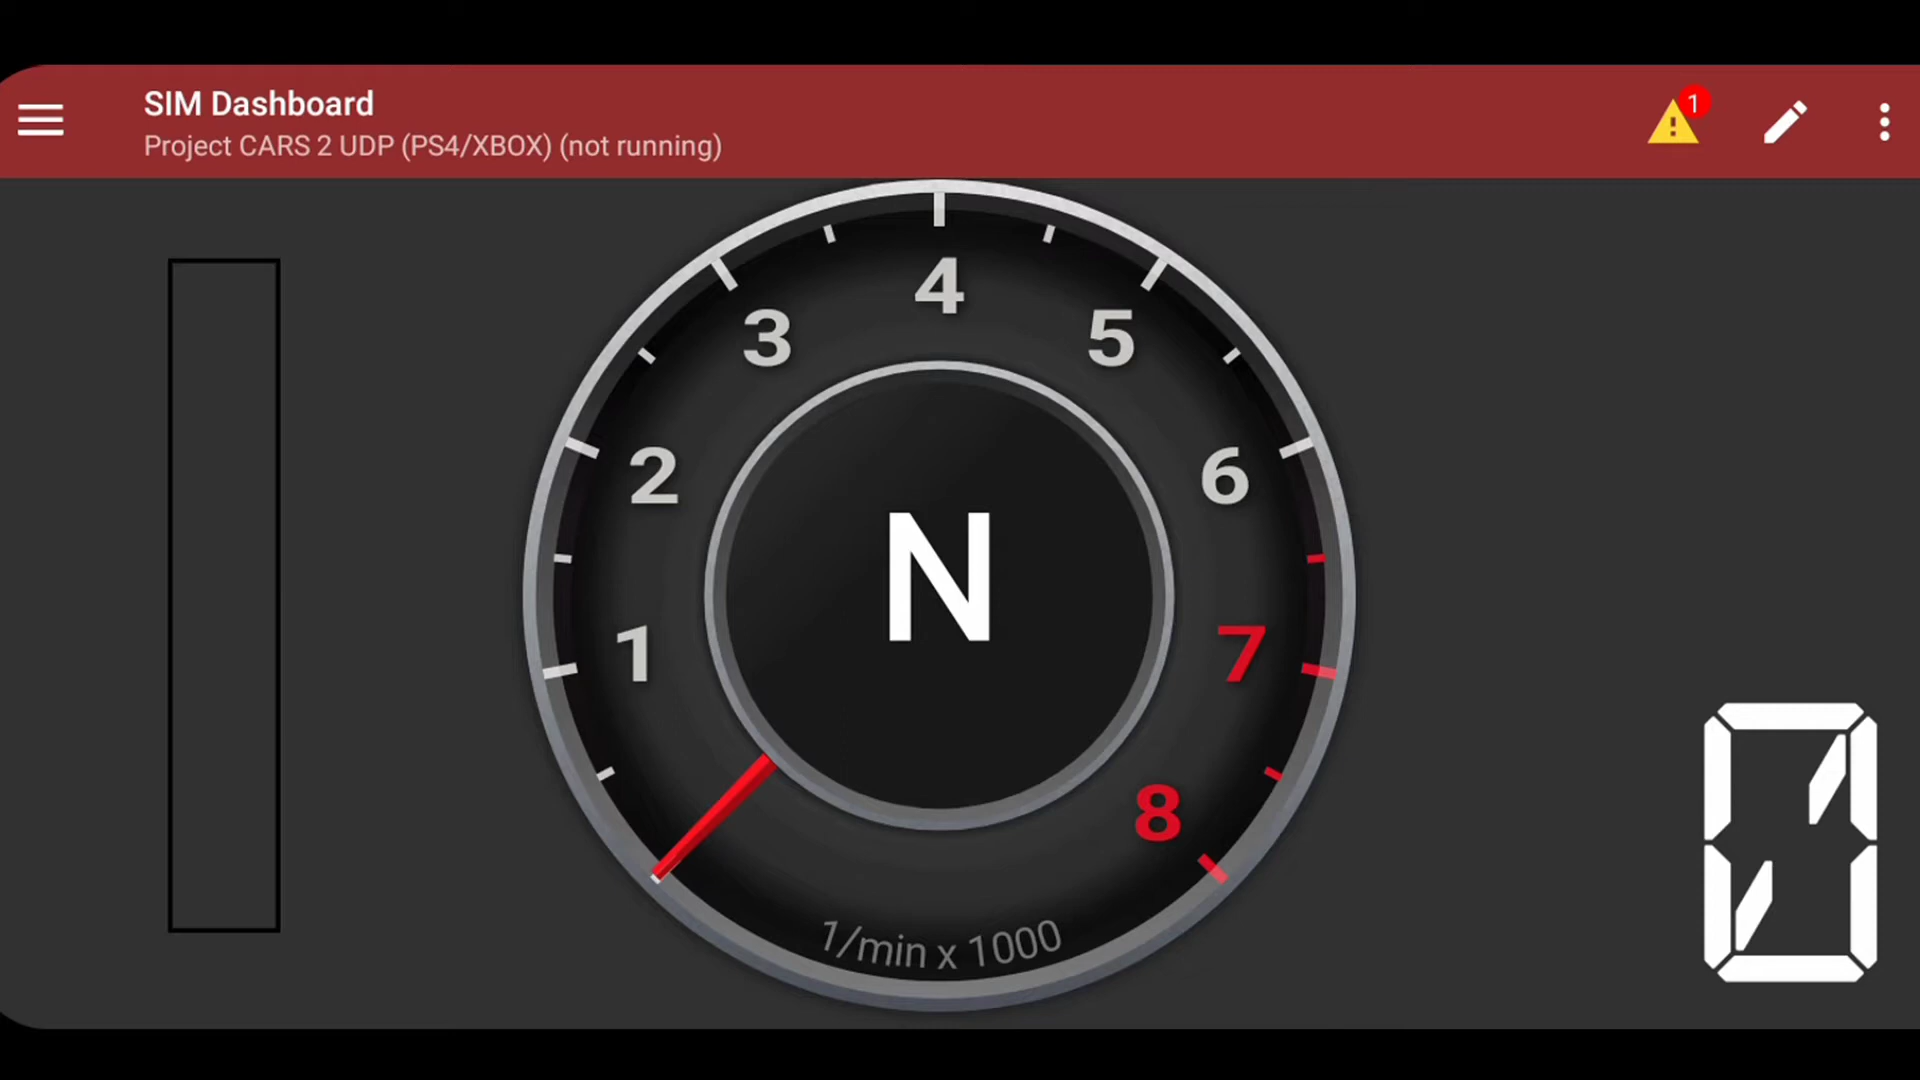 SIM Dashboard
Project CARS 2 UDP (PS4/XBOX) (not running)
1
4
3
5
2
6
N
1
7
8
0
1/min x 1000